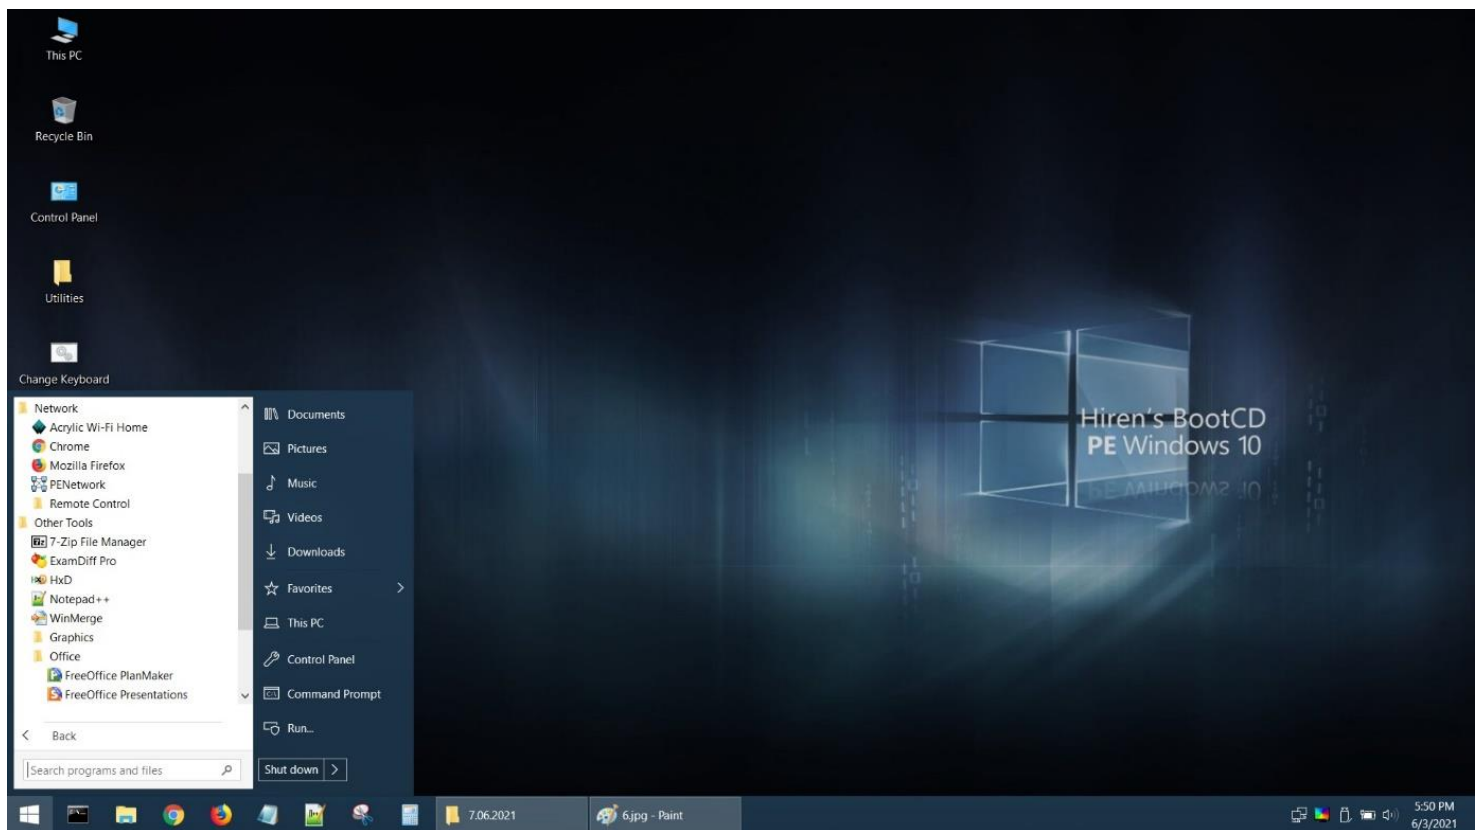 This PC
Recycle Bin
Control Panel
Utilities
Change Keyboard
Network
Acrylic Wi-Fi Home
Chrome
Mozilla Firefox
PENetwork
Remote Control
Other Tools
7-Zip File Manager
ExamDiff Pro
HxD
Notepad++
WinMerge
Graphics
Office
FreeOffice PlanMaker
FreeOffice Presentations
Back
Search programs and files
Documents
Pictures
Music
Videos
Downloads
Favorites
This PC
Control Panel
Command Prompt
Run...
Shut down
Hiren's BootCD
PE Windows 10
7.06.2021
6.jpg - Paint
5:50 PM
6/3/2021